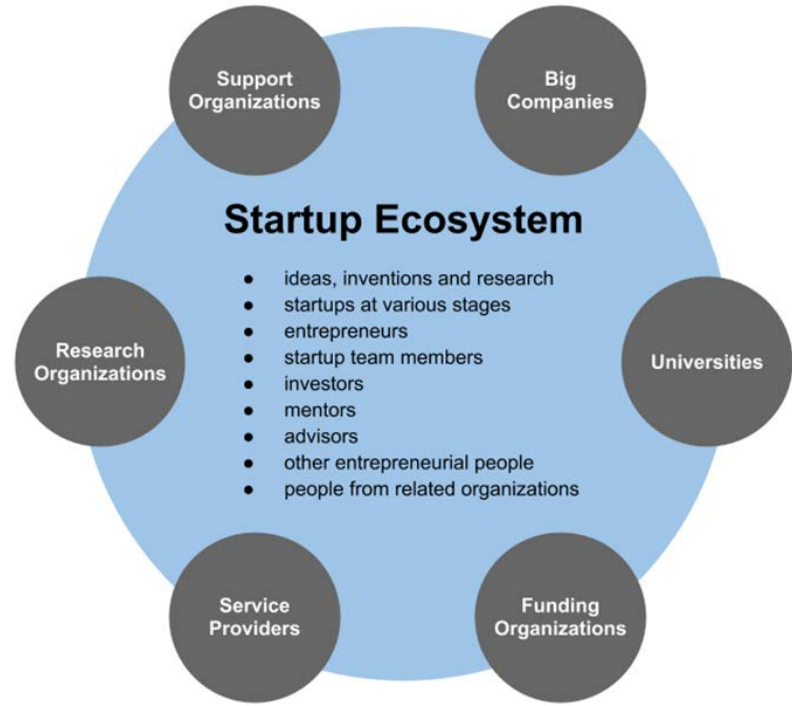 Support
Organizations
Big
Companies
Startup Ecosystem
● ideas, inventions and research
● startups at various stages
● entrepreneurs
● startup team members
● investors
● mentors
● advisors
● other entrepreneurial people
● people from related organizations
Research
Organizations
Universities
Service
Providers
Funding
Organizations